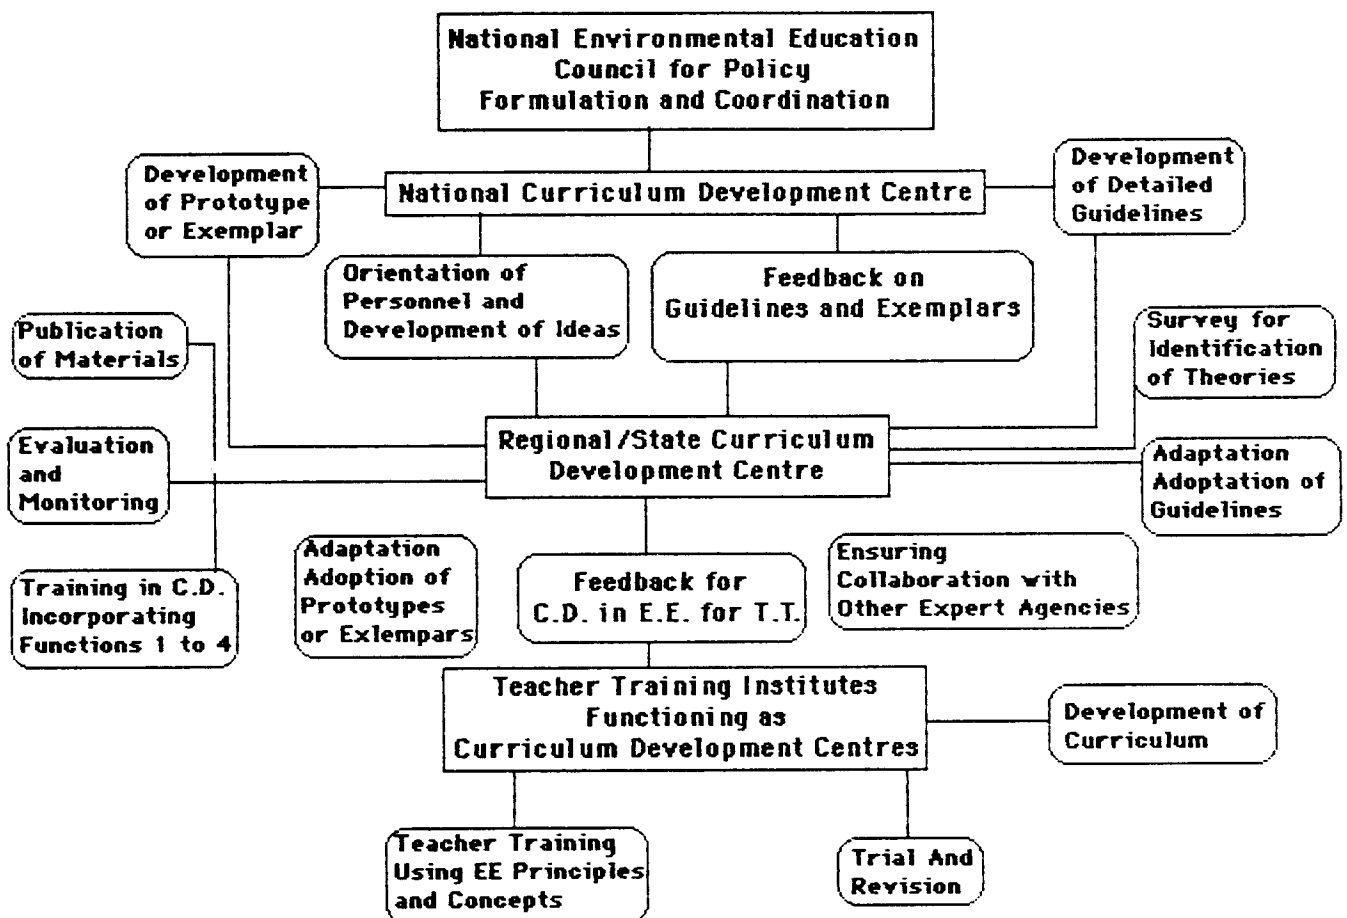 National Environmental Education
Council for Policy
Formulation and Coordination
Development
of Prototype
or Exemplar
National Curriculum Development Centre
Development
of Detailed
Guidelines
Orientation of
Personnel and
Development of Ideas
Feedback on
Guidelines and Exemplars
Publication
of Materials
Survey for
Identification
of Theories
Evaluation
and
Monitoring
Regional/State Curriculum
Development Centre
Adaptation
Adoption of
Guidelines
Training in C.D.
Incorporating
Functions 1 to 4
Adaptation
Adoption of
Prototypes
or Exlempars
Feedback for
C.D. in E.E. for T.T.
Ensuring
Collaboration with
Other Expert Agencies
Teacher Training Institutes
Functioning as
Curriculum Development Centres
Development of
Curriculum
Teacher Training
Using EE Principles
and Concepts
Trial And
Revision